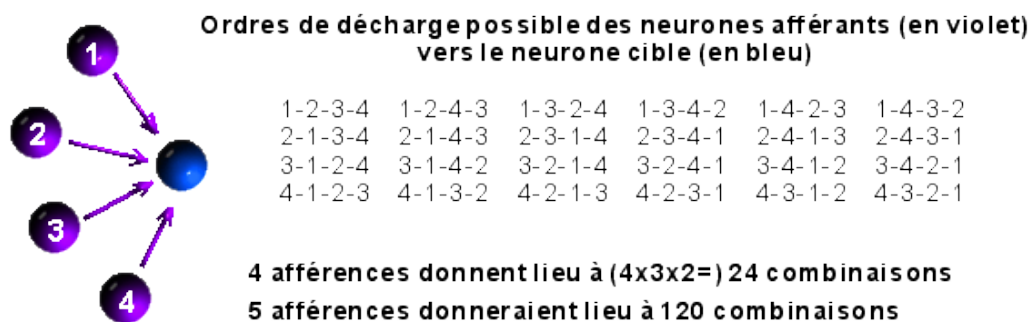 Ordres de décharge possible des neurones afférants (en violet)
vers le neurone cible (en bleu)
1
2
3
4
1-2-3-4 1-2-4-3 1-3-2-4 1-3-4-2 1-4-2-3 1-4-3-2
2-1-3-4 2-1-4-3 2-3-1-4 2-3-4-1 2-4-1-3 2-4-3-1
3-1-2-4 3-1-4-2 3-2-1-4 3-2-4-1 3-4-1-2 3-4-2-1
4-1-2-3 4-1-3-2 4-2-1-3 4-2-3-1 4-3-1-2 4-3-2-1
4 afférences donnent lieu à (4x3x2=) 24 combinaisons
5 afférences donneraient lieu à 120 combinaisons